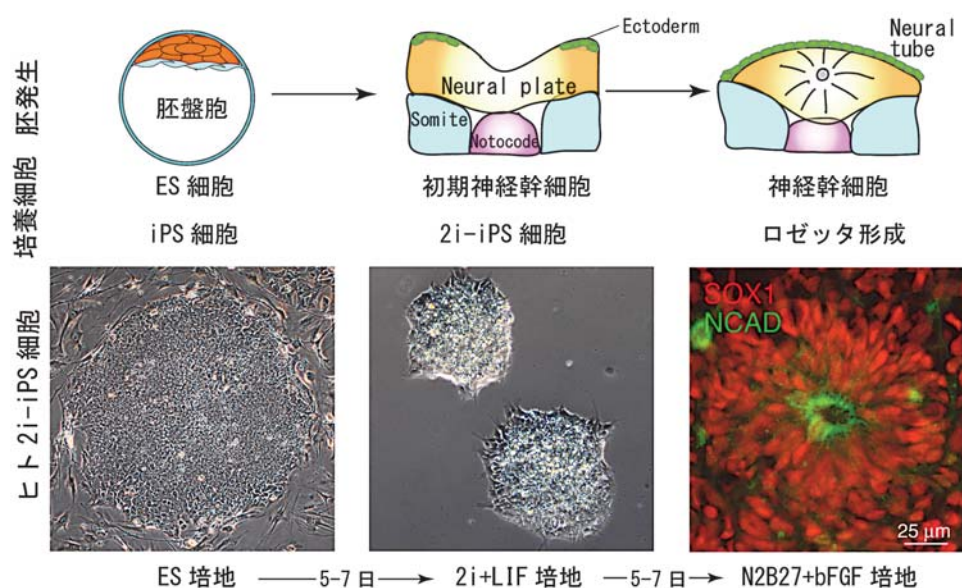 胚発生
Ectoderm
Neural tube
胚盤胞
Neural plate
Somite
Notocode
培養細胞
ES 細胞
初期神経幹細胞
神経幹細胞
iPS 細胞
2i-iPS 細胞
ロゼッタ形成
ヒト 2i-iPS 細胞
SOX1
NCAD
25 μm
ES 培地 5-7 日 2i+LIF 培地 5-7 日 N2B27+bFGF 培地